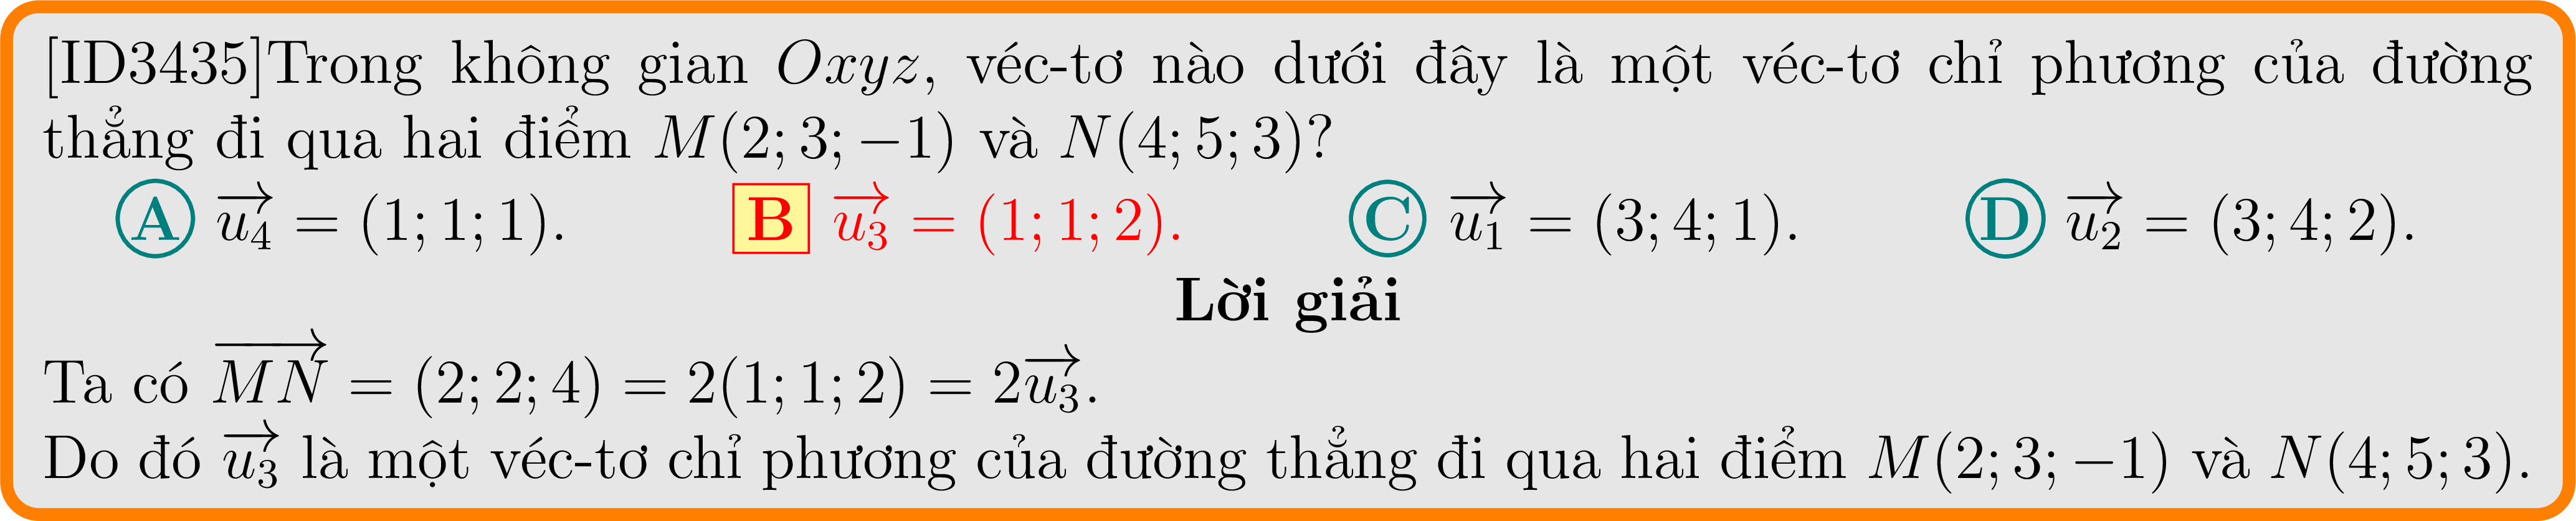 [ID3435]Trong không gian Oxyz, véc-tơ nào dưới đây là một véc-tơ chỉ phương của đường
thẳng đi qua hai điểm M(2; 3; −1) và N(4; 5; 3)?
A $\overrightarrow{u_4}$ = (1; 1; 1). B $\overrightarrow{u_3}$ = (1; 1; 2). C $\overrightarrow{u_1}$ = (3; 4; 1). D $\overrightarrow{u_2}$ = (3; 4; 2).
Lời giải
Ta có $\overrightarrow{MN}$ = (2; 2; 4) = 2(1; 1; 2) = 2$\overrightarrow{u_3}$.
Do đó $\overrightarrow{u_3}$ là một véc-tơ chỉ phương của đường thẳng đi qua hai điểm M(2; 3; −1) và N(4; 5; 3).